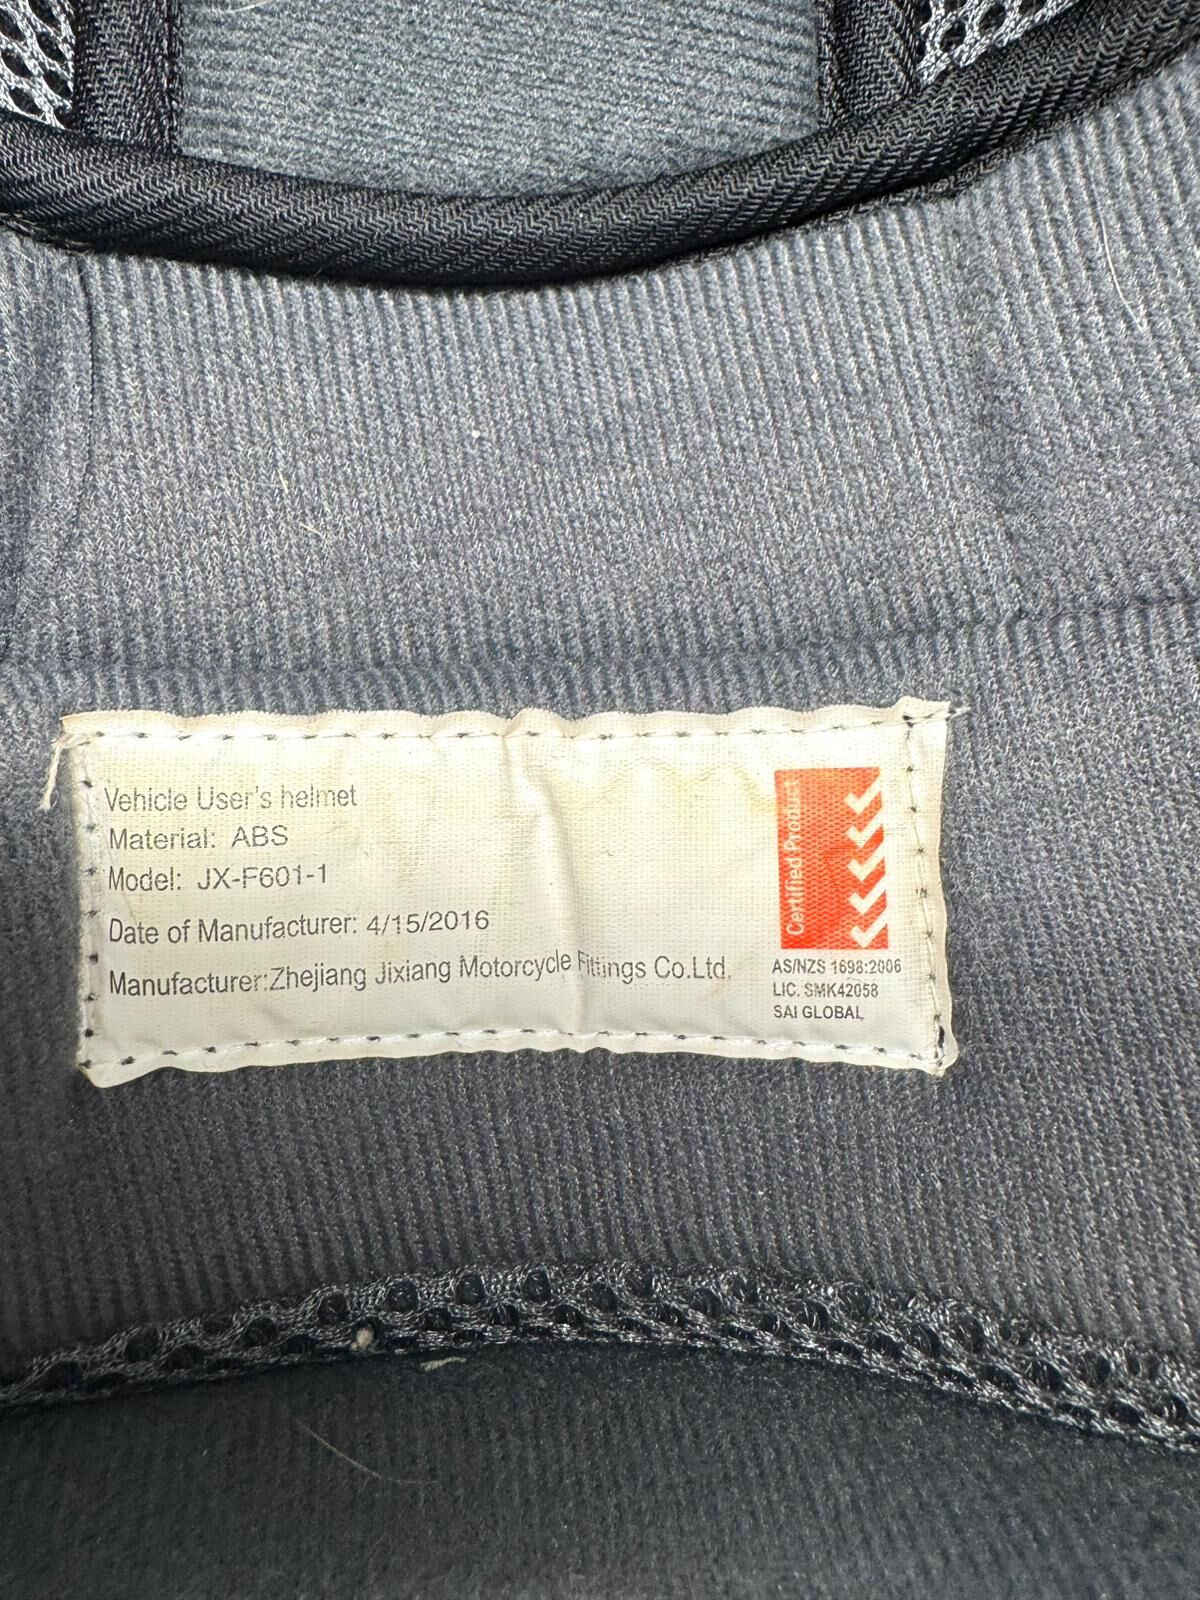 Vehicle User's helmet
Material: ABS
Model: JX-F601-1
Date of Manufacturer: 4/15/2016
Manufacturer:Zhejiang Jixiang Motorcycle Fittings Co.Ltd.
Certified Product
AS/NZS 1698:2006
LIC. SMK42058
SAI GLOBAL